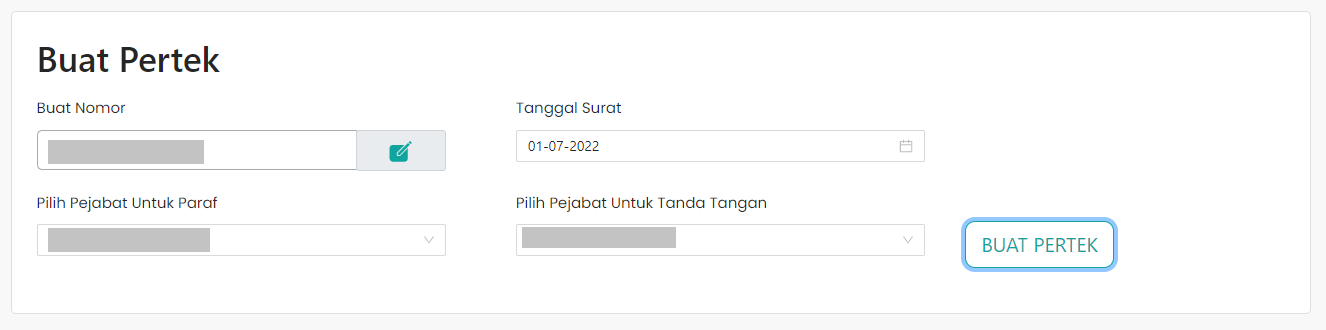 Buat Pertek
Buat Nomor
Tanggal Surat
01-07-2022
Pilih Pejabat Untuk Paraf
Pilih Pejabat Untuk Tanda Tangan
BUAT PERTEK